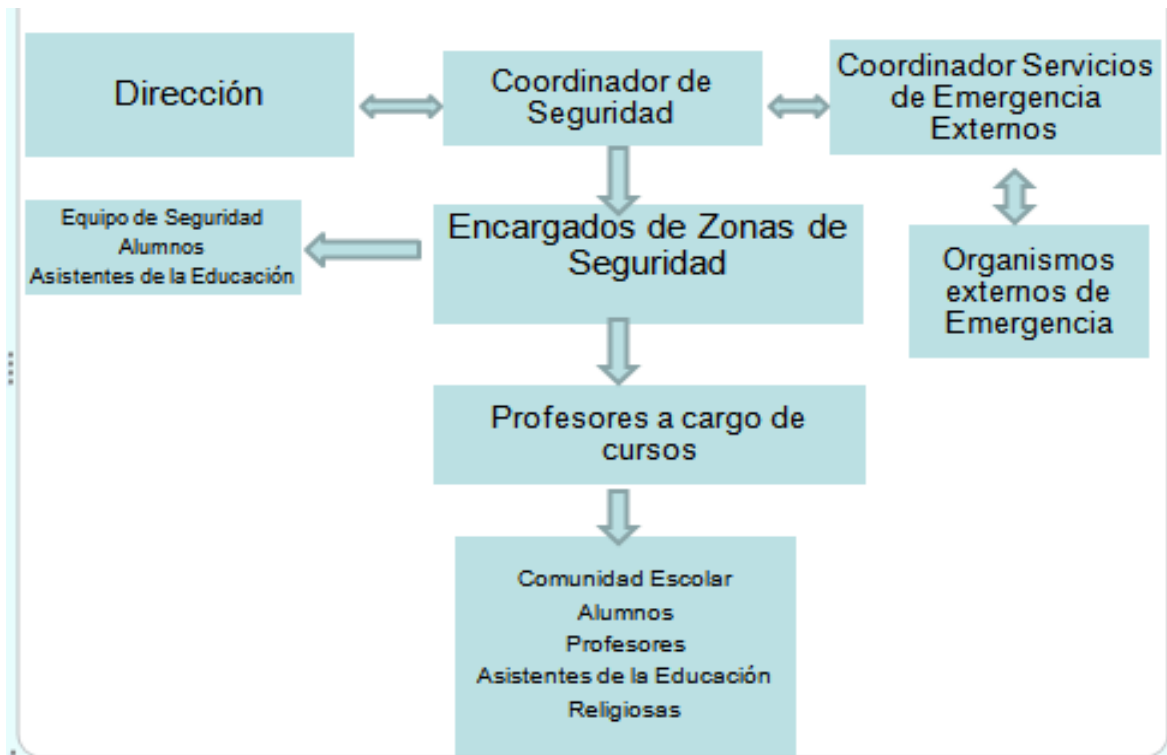 Dirección
Coordinador de
Seguridad
Coordinador Servicios
de Emergencia
Externos
Equipo de Seguridad
Alumnos
Asistentes de la Educación
Encargados de Zonas de
Seguridad
Organismos
externos de
Emergencia
Profesores a cargo de
cursos
Comunidad Escolar
Alumnos
Profesores
Asistentes de la Educación
Religiosas